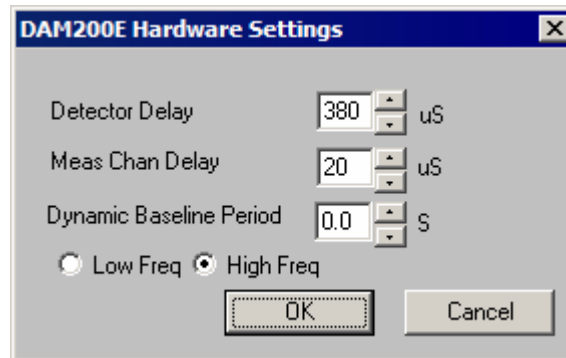 DAM200E Hardware Settings
Detector Delay 380 uS
Meas Chan Delay 20 uS
Dynamic Baseline Period 0.0 S
Low Freq High Freq
OK Cancel